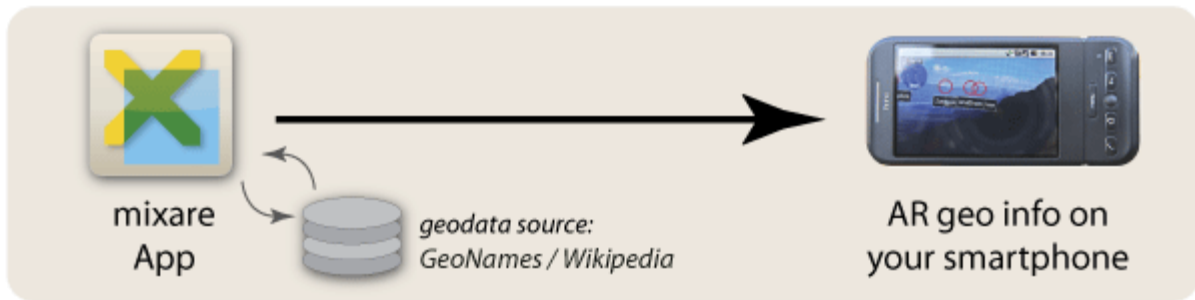 mixare
App
geodata source:
GeoNames / Wikipedia
AR geo info on
your smartphone